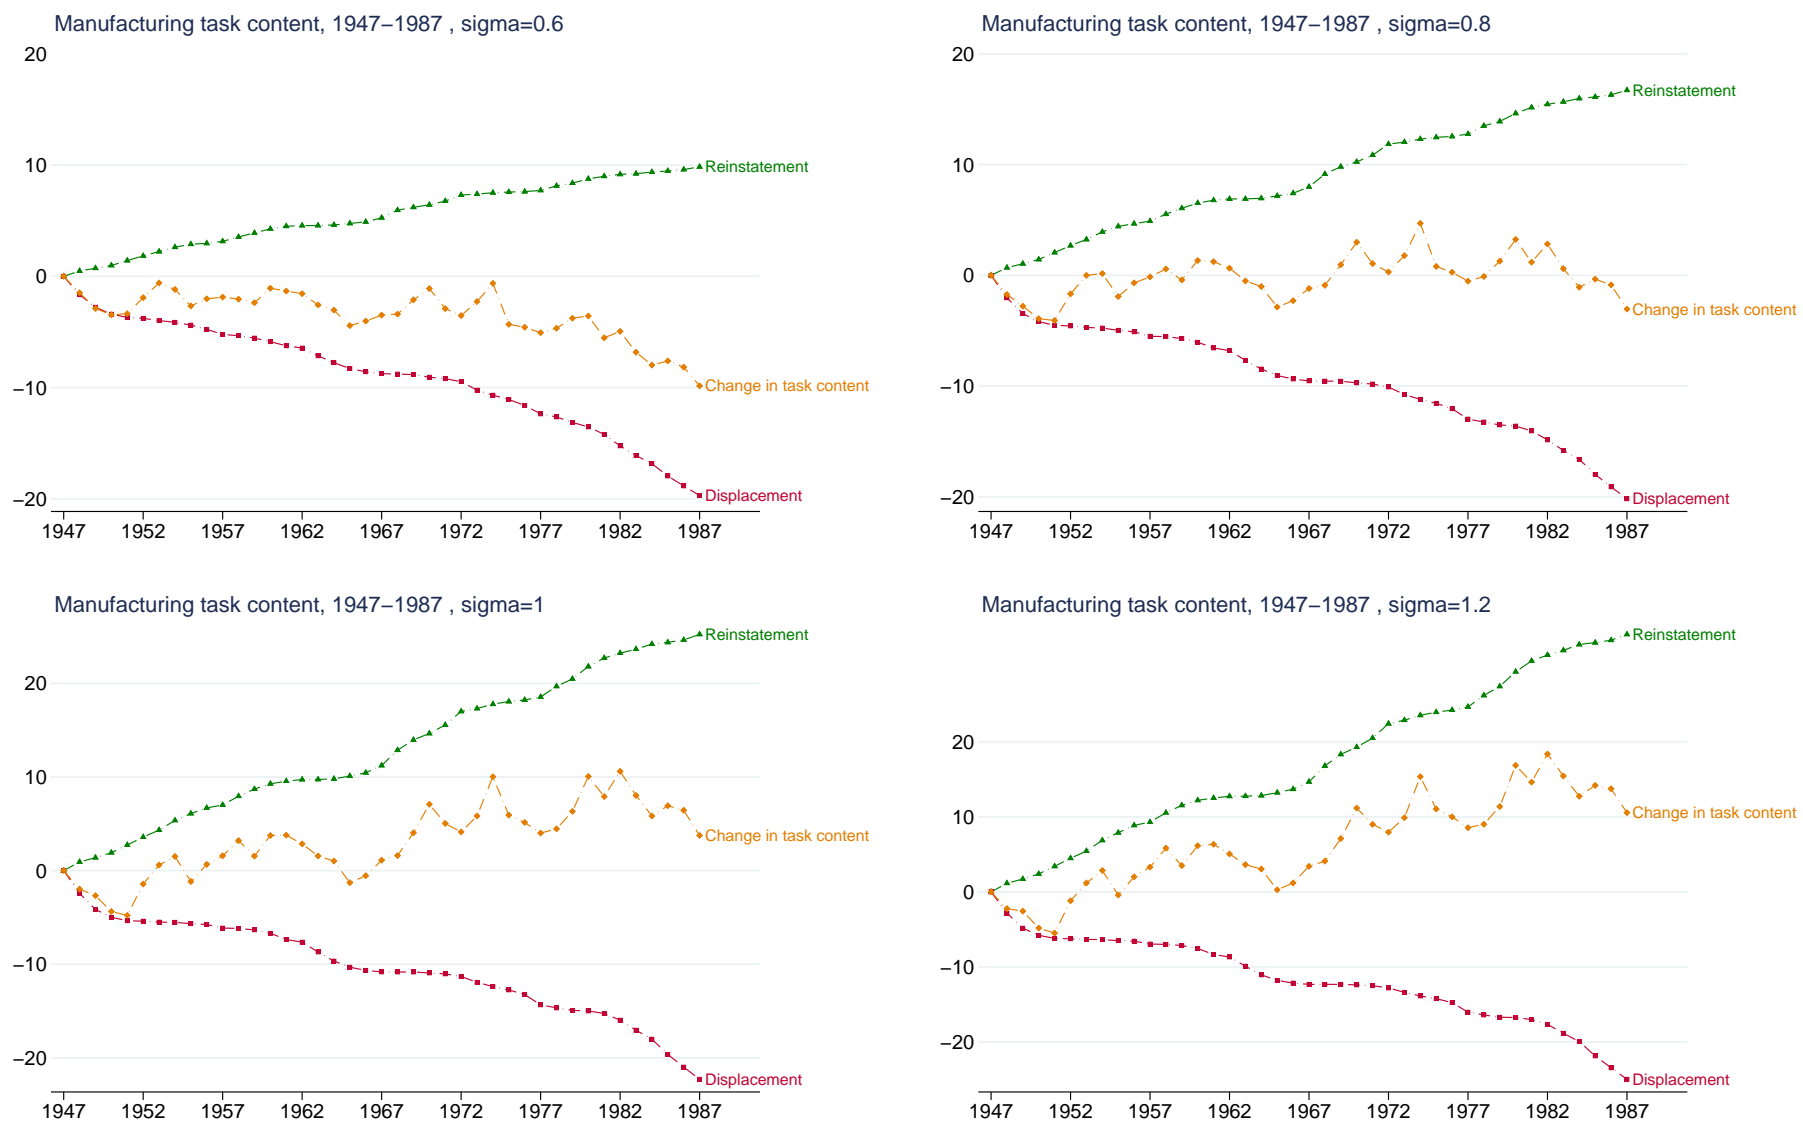 Manufacturing task content, 1947−1987 , sigma=0.6
20
10
0
−10
−20
Reinstatement
Change in task content
Displacement
1947 1952 1957 1962 1967 1972 1977 1982 1987
Manufacturing task content, 1947−1987 , sigma=0.8
20
10
0
−10
−20
Reinstatement
Change in task content
Displacement
1947 1952 1957 1962 1967 1972 1977 1982 1987
Manufacturing task content, 1947−1987 , sigma=1
20
10
0
−10
−20
Reinstatement
Change in task content
Displacement
1947 1952 1957 1962 1967 1972 1977 1982 1987
Manufacturing task content, 1947−1987 , sigma=1.2
20
10
0
−10
−20
Reinstatement
Change in task content
Displacement
1947 1952 1957 1962 1967 1972 1977 1982 1987